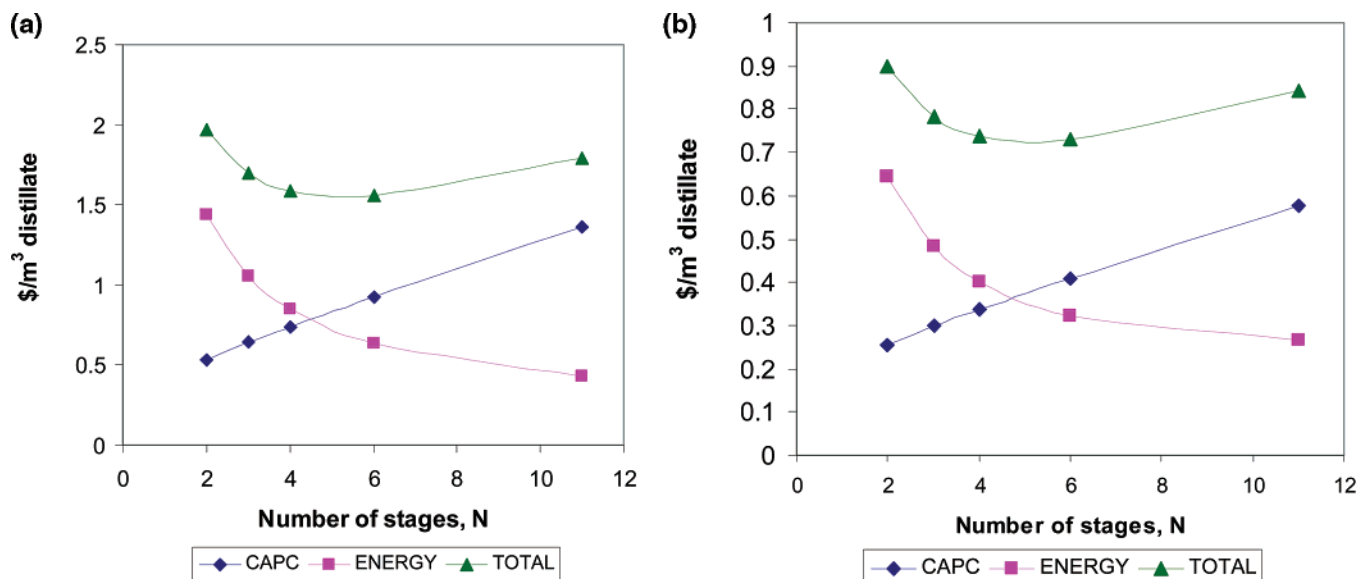 (a)
2.5
2
1.5
1
0.5
0
$/m³ distillate
0 2 4 6 8 10 12
Number of stages, N
CAPC ENERGY TOTAL
(b)
1
0.9
0.8
0.7
0.6
0.5
0.4
0.3
0.2
0.1
0
$/m³ distillate
0 2 4 6 8 10 12
Number of stages, N
CAPC ENERGY TOTAL